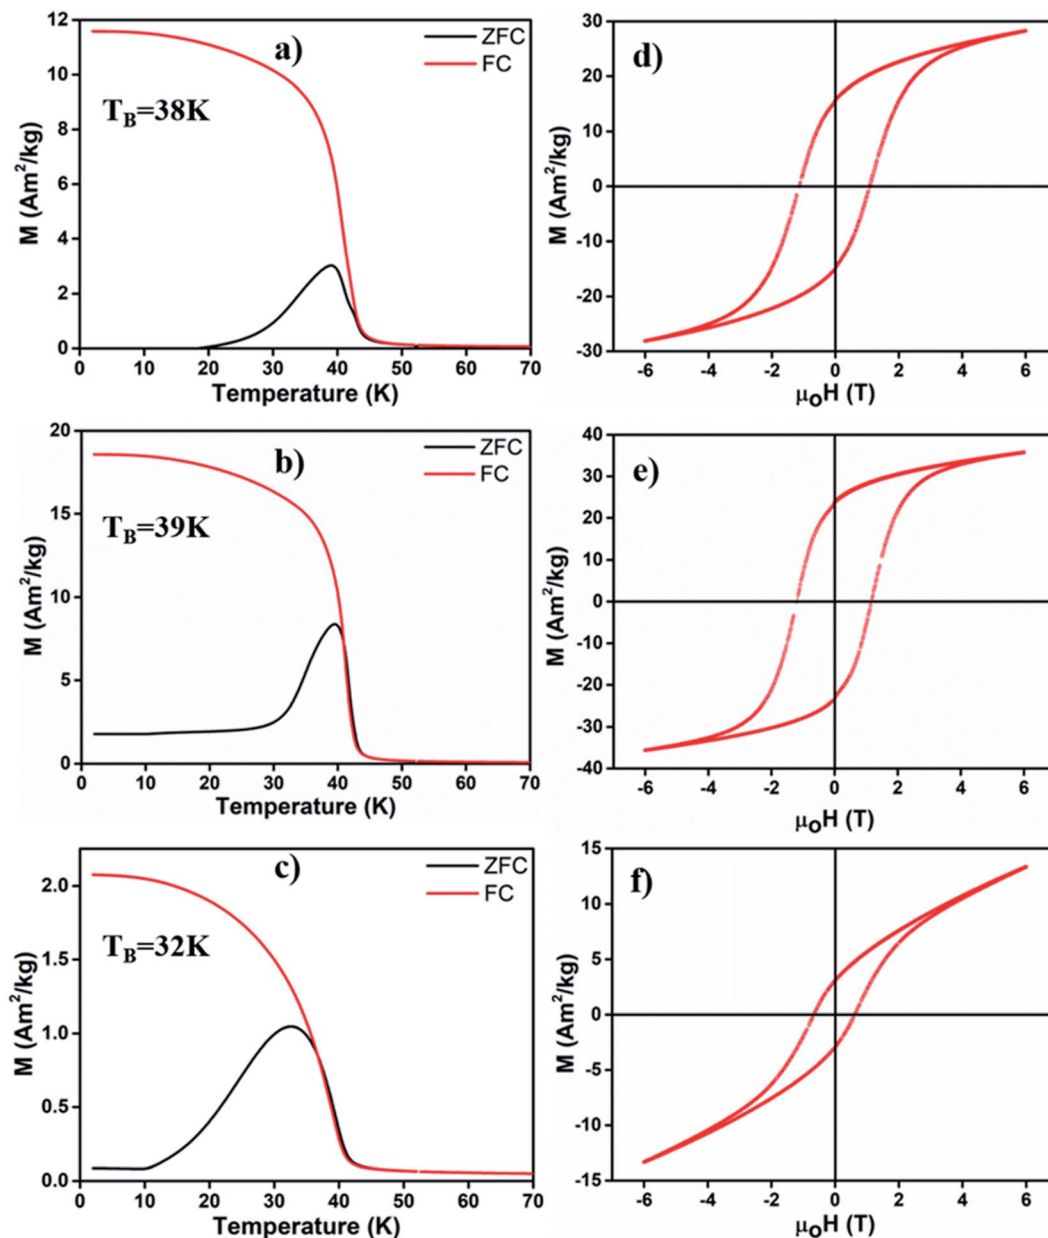 a)
ZFC
FC
T_B=38K
12
10
8
6
4
2
0
M (Am²/kg)
0 10 20 30 40 50 60 70
Temperature (K)
d)
30
20
10
0
-10
-20
-30
M (Am²/kg)
-6 -4 -2 0 2 4 6
μ₀H (T)
b)
ZFC
FC
T_B=39K
20
15
10
5
0
M (Am²/kg)
0 10 20 30 40 50 60 70
Temperature (K)
e)
40
30
20
10
0
-10
-20
-30
-40
M (Am²/kg)
-6 -4 -2 0 2 4 6
μ₀H (T)
c)
ZFC
FC
T_B=32K
2.0
1.5
1.0
0.5
0.0
M (Am²/kg)
0 10 20 30 40 50 60 70
Temperature (K)
f)
15
10
5
0
-5
-10
-15
M (Am²/kg)
-6 -4 -2 0 2 4 6
μ₀H (T)